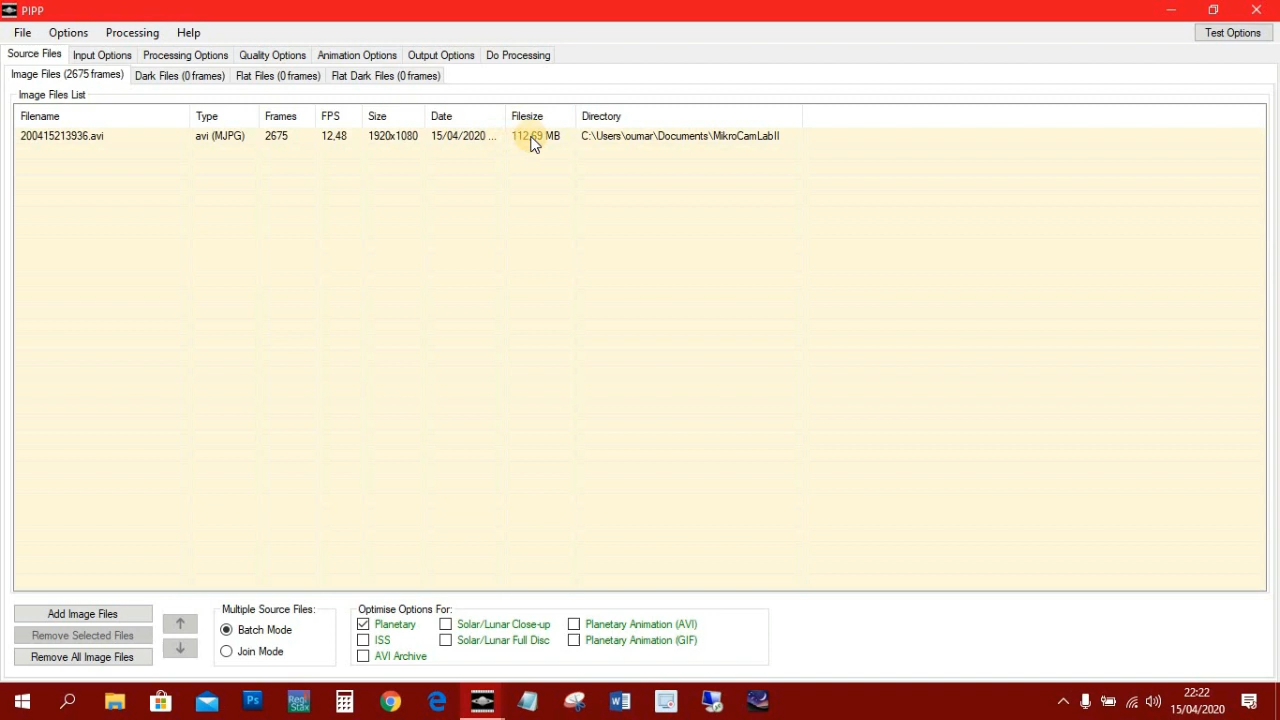 PIPP
File Options Processing Help Test Options
Source Files Input Options Processing Options Quality Options Animation Options Output Options Do Processing
Image Files (2675 frames) Dark Files (0 frames) Flat Files (0 frames) Flat Dark Files (0 frames)
Image Files List
Filename Type Frames FPS Size Date Filesize Directory
200415213936.avi avi (MJPG) 2675 12,48 1920x1080 15/04/2020 ... 112,69 MB C:\Users\oumar\Documents\MikroCamLabII
Add Image Files
Remove Selected Files
Remove All Image Files
Multiple Source Files:
Batch Mode
Join Mode
Optimise Options For:
Planetary Solar/Lunar Close-up Planetary Animation (AVI)
ISS Solar/Lunar Full Disc Planetary Animation (GIF)
AVI Archive
Ps
Regi
Stax
22:22
15/04/2020